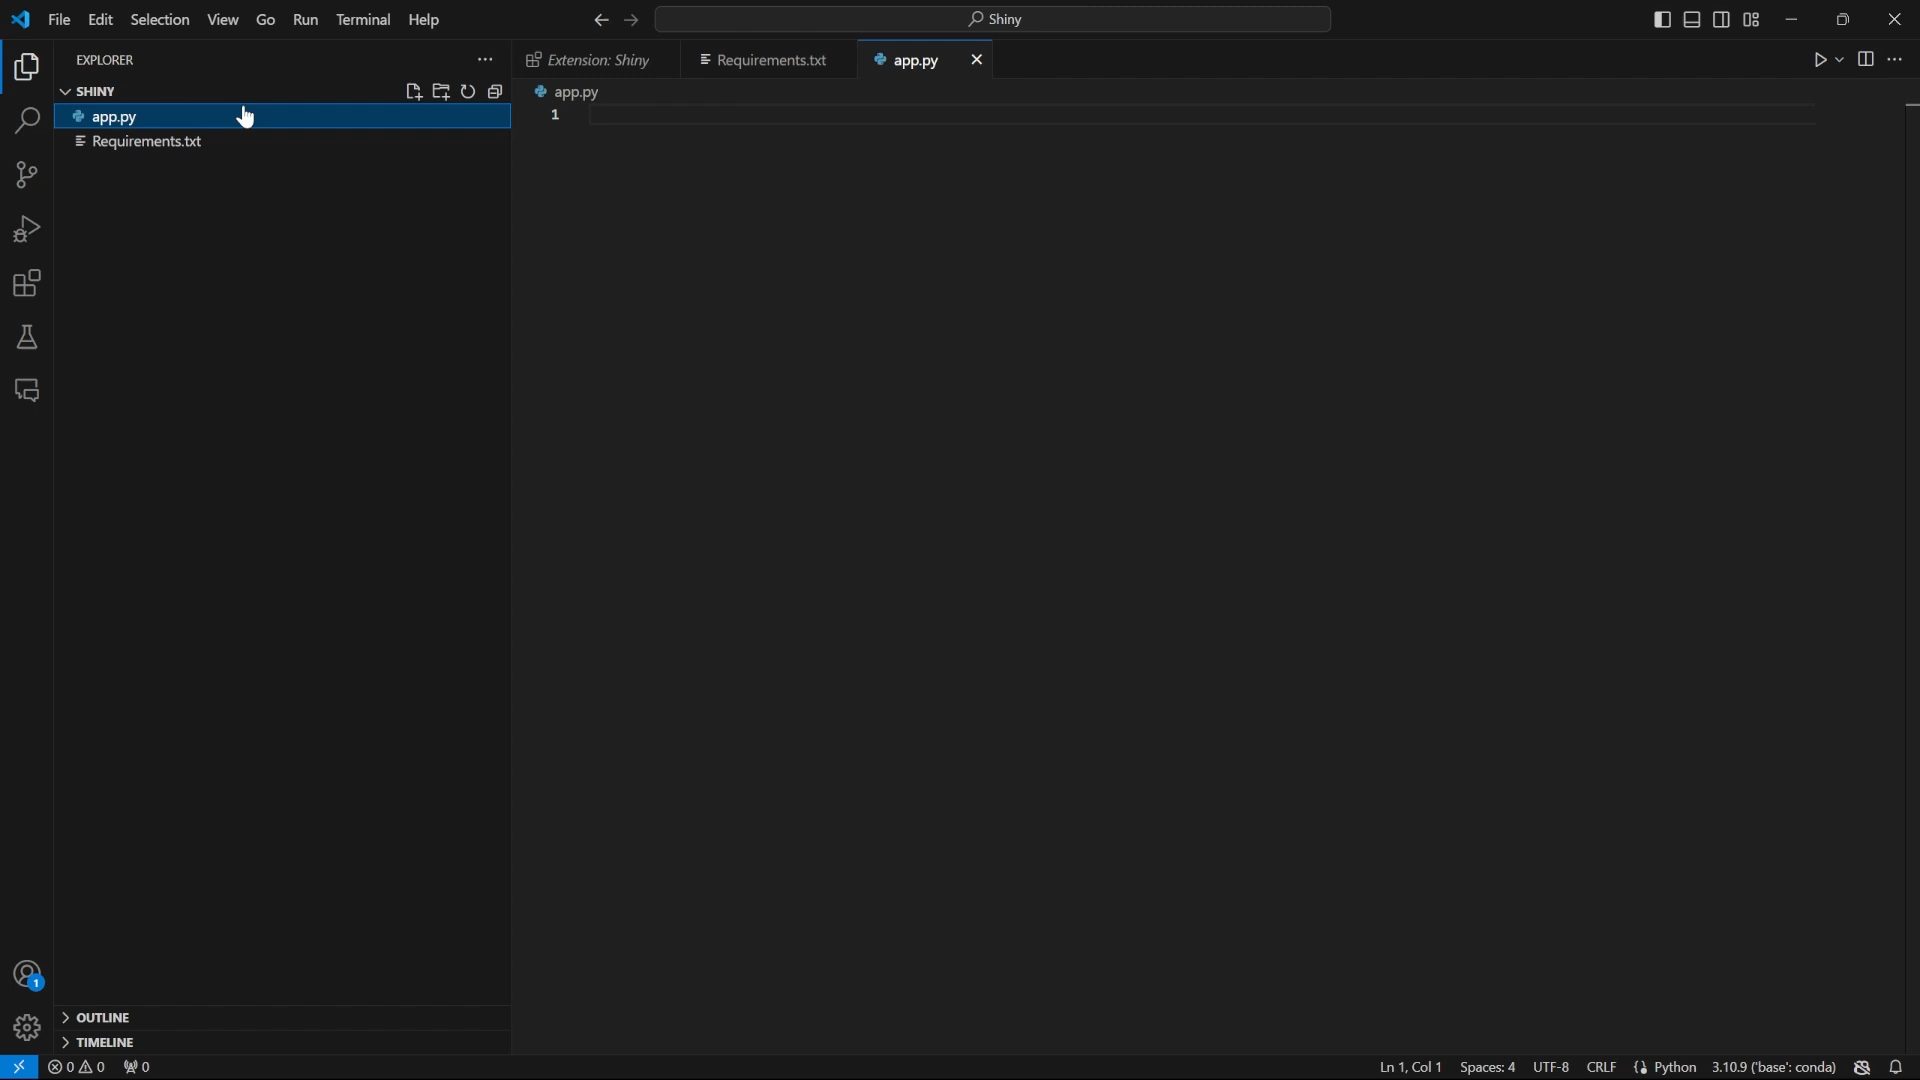 File Edit Selection View Go Run Terminal Help
Shiny
EXPLORER
Extension: Shiny
Requirements.txt
app.py
SHINY
app.py
app.py
1
Requirements.txt
1
OUTLINE
TIMELINE
0 0 0
Ln 1, Col 1 Spaces: 4 UTF-8 CRLF Python 3.10.9 ('base': conda)